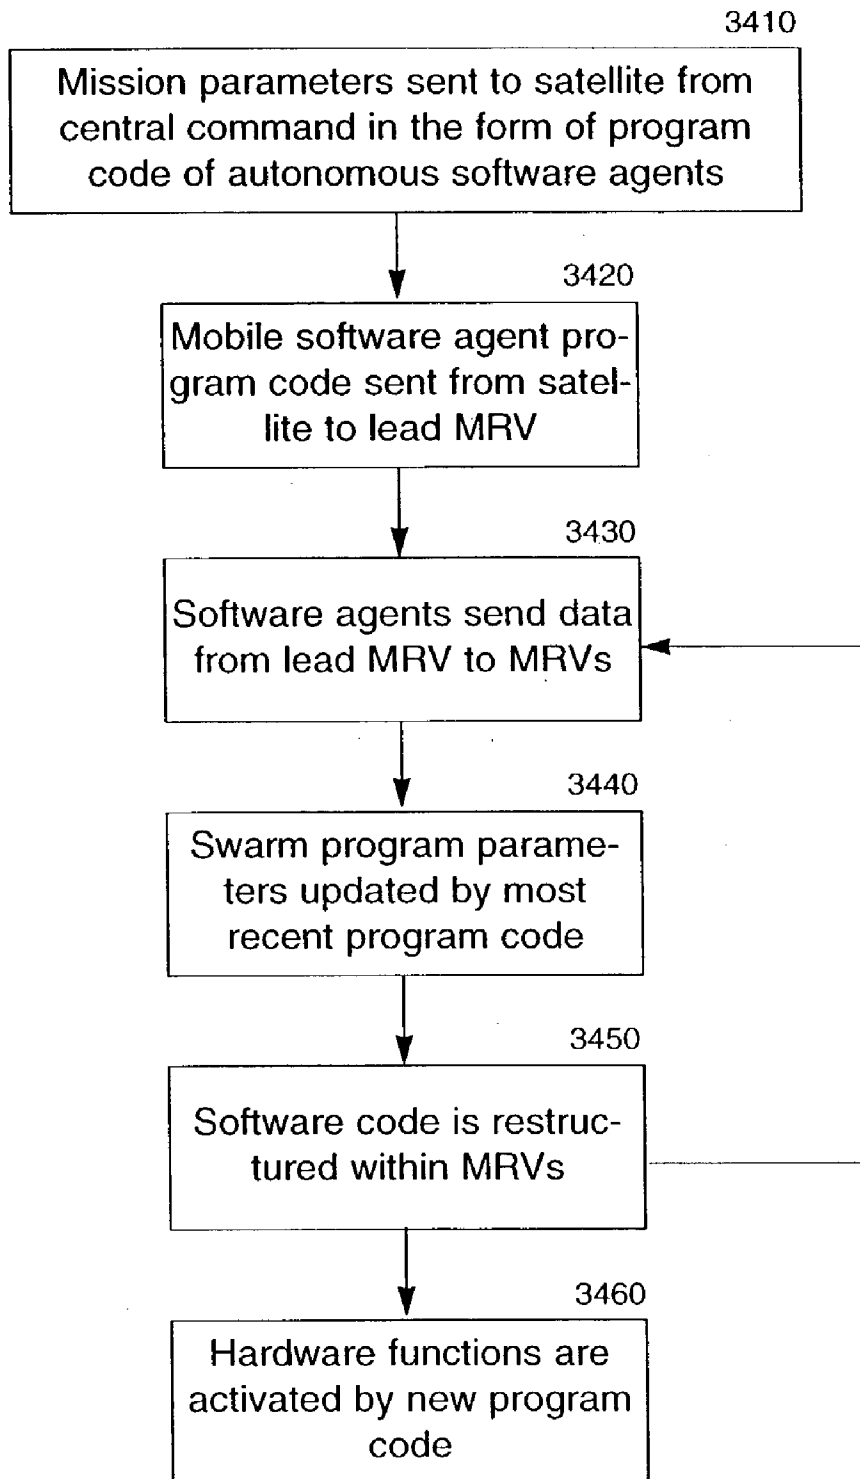 3410
Mission parameters sent to satellite from
central command in the form of program
code of autonomous software agents
3420
Mobile software agent pro-
gram code sent from satel-
lite to lead MRV
3430
Software agents send data
from lead MRV to MRVs
3440
Swarm program parame-
ters updated by most
recent program code
3450
Software code is restruc-
tured within MRVs
3460
Hardware functions are
activated by new program
code